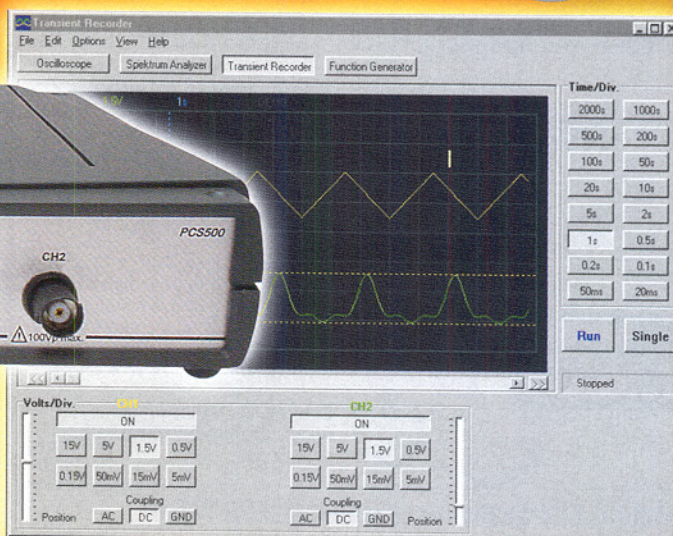 Transient Recorder
File Edit Options View Help
Oscilloscope Spektrum Analyzer Transient Recorder Function Generator
1s
Time/Div.
2000s 1000s
500s 200s
100s 50s
20s 10s
5s 2s
1s 0.5s
0.2s 0.1s
50ms 20ms
Run Single
Stopped
PCS500
CH2
100Vp max.
Volts/Div. CH1 CH2
ON ON
15V 5V 1.5V 0.5V 15V 5V 1.5V 0.5V
0.15V 50mV 15mV 5mV 0.15V 50mV 15mV 5mV
Coupling Coupling
Position AC DC GND AC DC GND Position